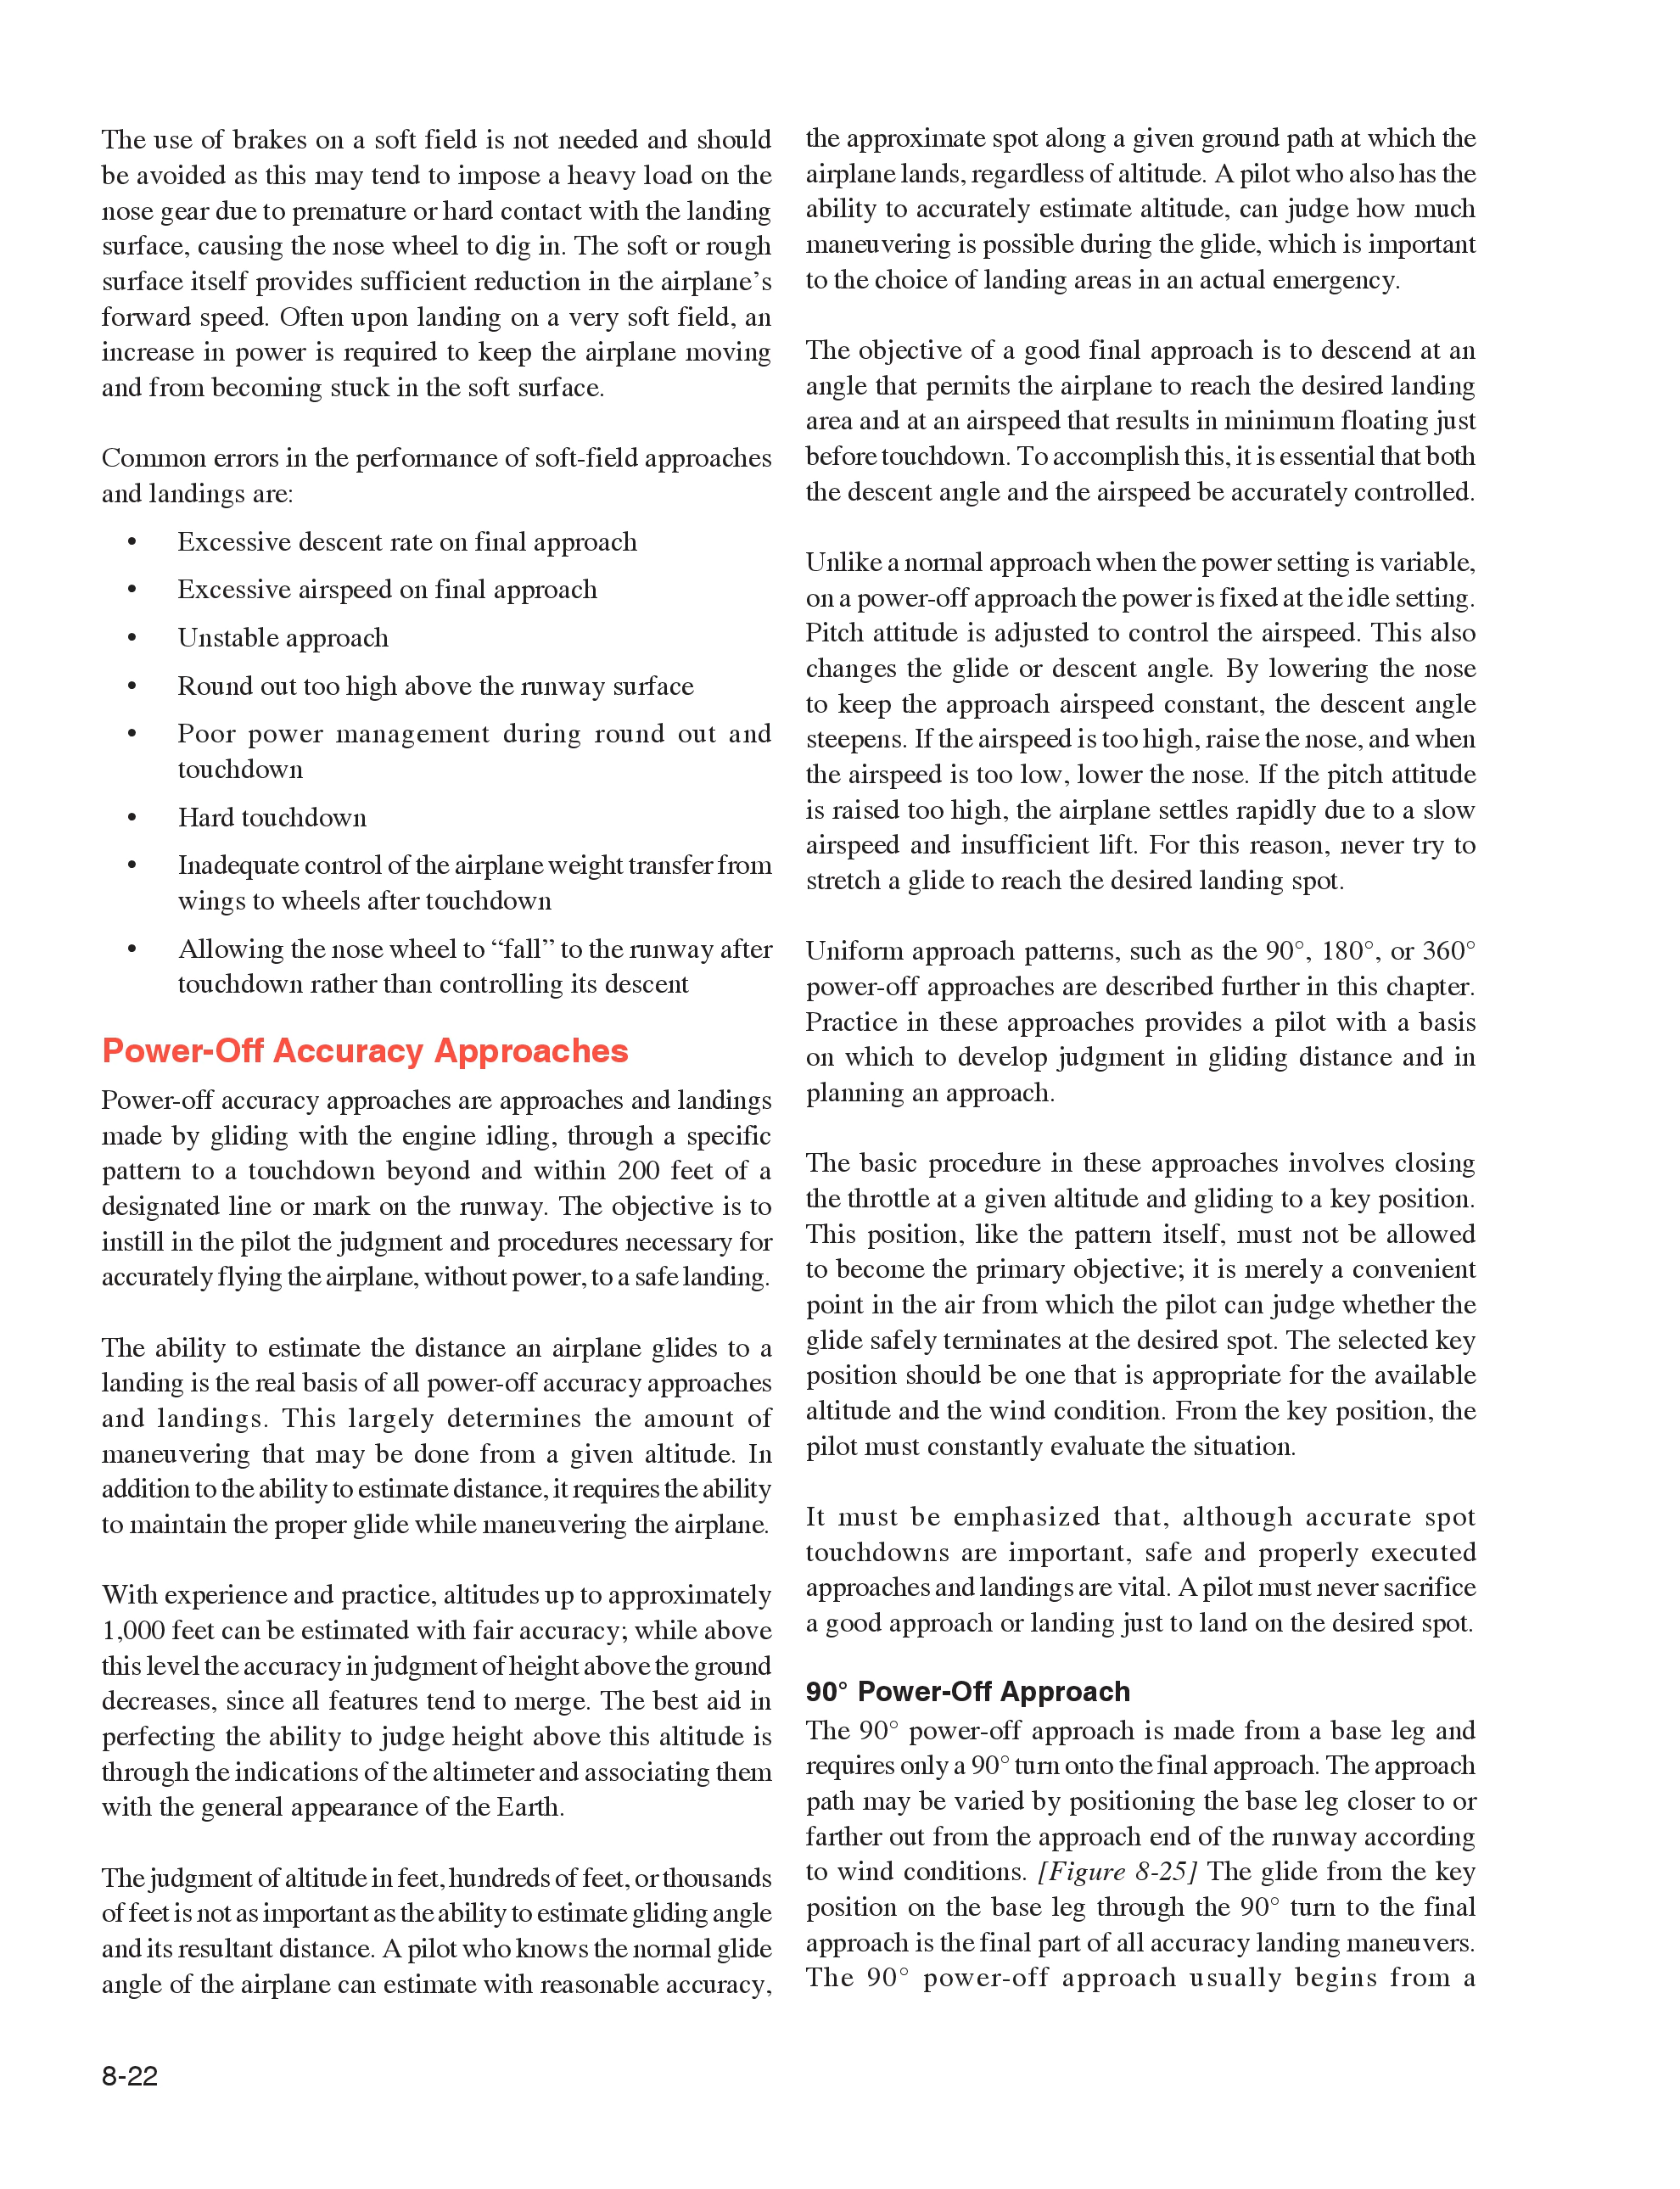 The use of brakes on a soft field is not needed and should
be avoided as this may tend to impose a heavy load on the
nose gear due to premature or hard contact with the landing
surface, causing the nose wheel to dig in. The soft or rough
surface itself provides sufficient reduction in the airplane’s
forward speed. Often upon landing on a very soft field, an
increase in power is required to keep the airplane moving
and from becoming stuck in the soft surface.
Common errors in the performance of soft-field approaches
and landings are:
• Excessive descent rate on final approach
• Excessive airspeed on final approach
• Unstable approach
• Round out too high above the runway surface
• Poor power management during round out and
touchdown
• Hard touchdown
• Inadequate control of the airplane weight transfer from
wings to wheels after touchdown
• Allowing the nose wheel to “fall” to the runway after
touchdown rather than controlling its descent
Power-Off Accuracy Approaches
Power-off accuracy approaches are approaches and landings
made by gliding with the engine idling, through a specific
pattern to a touchdown beyond and within 200 feet of a
designated line or mark on the runway. The objective is to
instill in the pilot the judgment and procedures necessary for
accurately flying the airplane, without power, to a safe landing.
The ability to estimate the distance an airplane glides to a
landing is the real basis of all power-off accuracy approaches
and landings. This largely determines the amount of
maneuvering that may be done from a given altitude. In
addition to the ability to estimate distance, it requires the ability
to maintain the proper glide while maneuvering the airplane.
With experience and practice, altitudes up to approximately
1,000 feet can be estimated with fair accuracy; while above
this level the accuracy in judgment of height above the ground
decreases, since all features tend to merge. The best aid in
perfecting the ability to judge height above this altitude is
through the indications of the altimeter and associating them
with the general appearance of the Earth.
The judgment of altitude in feet, hundreds of feet, or thousands
of feet is not as important as the ability to estimate gliding angle
and its resultant distance. A pilot who knows the normal glide
angle of the airplane can estimate with reasonable accuracy,
the approximate spot along a given ground path at which the
airplane lands, regardless of altitude. A pilot who also has the
ability to accurately estimate altitude, can judge how much
maneuvering is possible during the glide, which is important
to the choice of landing areas in an actual emergency.
The objective of a good final approach is to descend at an
angle that permits the airplane to reach the desired landing
area and at an airspeed that results in minimum floating just
before touchdown. To accomplish this, it is essential that both
the descent angle and the airspeed be accurately controlled.
Unlike a normal approach when the power setting is variable,
on a power-off approach the power is fixed at the idle setting.
Pitch attitude is adjusted to control the airspeed. This also
changes the glide or descent angle. By lowering the nose
to keep the approach airspeed constant, the descent angle
steepens. If the airspeed is too high, raise the nose, and when
the airspeed is too low, lower the nose. If the pitch attitude
is raised too high, the airplane settles rapidly due to a slow
airspeed and insufficient lift. For this reason, never try to
stretch a glide to reach the desired landing spot.
Uniform approach patterns, such as the 90°, 180°, or 360°
power-off approaches are described further in this chapter.
Practice in these approaches provides a pilot with a basis
on which to develop judgment in gliding distance and in
planning an approach.
The basic procedure in these approaches involves closing
the throttle at a given altitude and gliding to a key position.
This position, like the pattern itself, must not be allowed
to become the primary objective; it is merely a convenient
point in the air from which the pilot can judge whether the
glide safely terminates at the desired spot. The selected key
position should be one that is appropriate for the available
altitude and the wind condition. From the key position, the
pilot must constantly evaluate the situation.
It must be emphasized that, although accurate spot
touchdowns are important, safe and properly executed
approaches and landings are vital. A pilot must never sacrifice
a good approach or landing just to land on the desired spot.
90° Power-Off Approach
The 90° power-off approach is made from a base leg and
requires only a 90° turn onto the final approach. The approach
path may be varied by positioning the base leg closer to or
farther out from the approach end of the runway according
to wind conditions. [Figure 8-25] The glide from the key
position on the base leg through the 90° turn to the final
approach is the final part of all accuracy landing maneuvers.
The 90° power-off approach usually begins from a
8-22